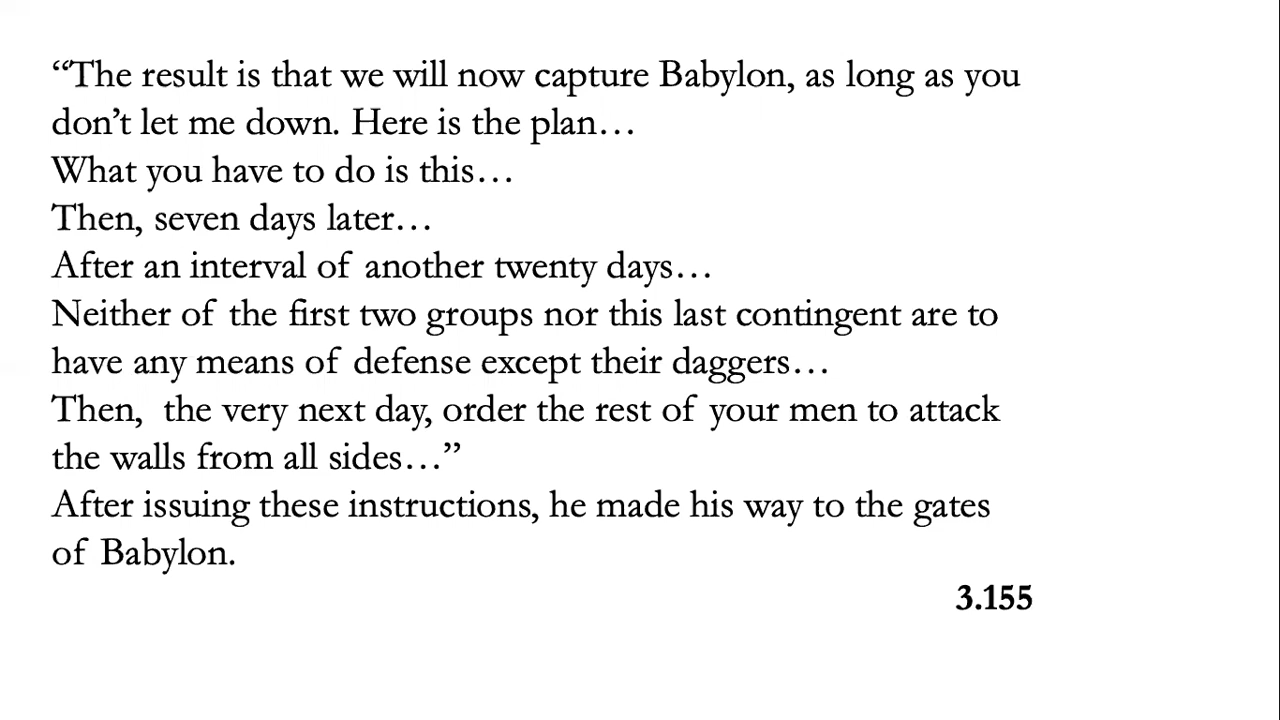 “The result is that we will now capture Babylon, as long as you
don’t let me down. Here is the plan…
What you have to do is this…
Then, seven days later…
After an interval of another twenty days…
Neither of the first two groups nor this last contingent are to
have any means of defense except their daggers…
Then,  the very next day, order the rest of your men to attack
the walls from all sides…”
After issuing these instructions, he made his way to the gates
of Babylon.
3.155